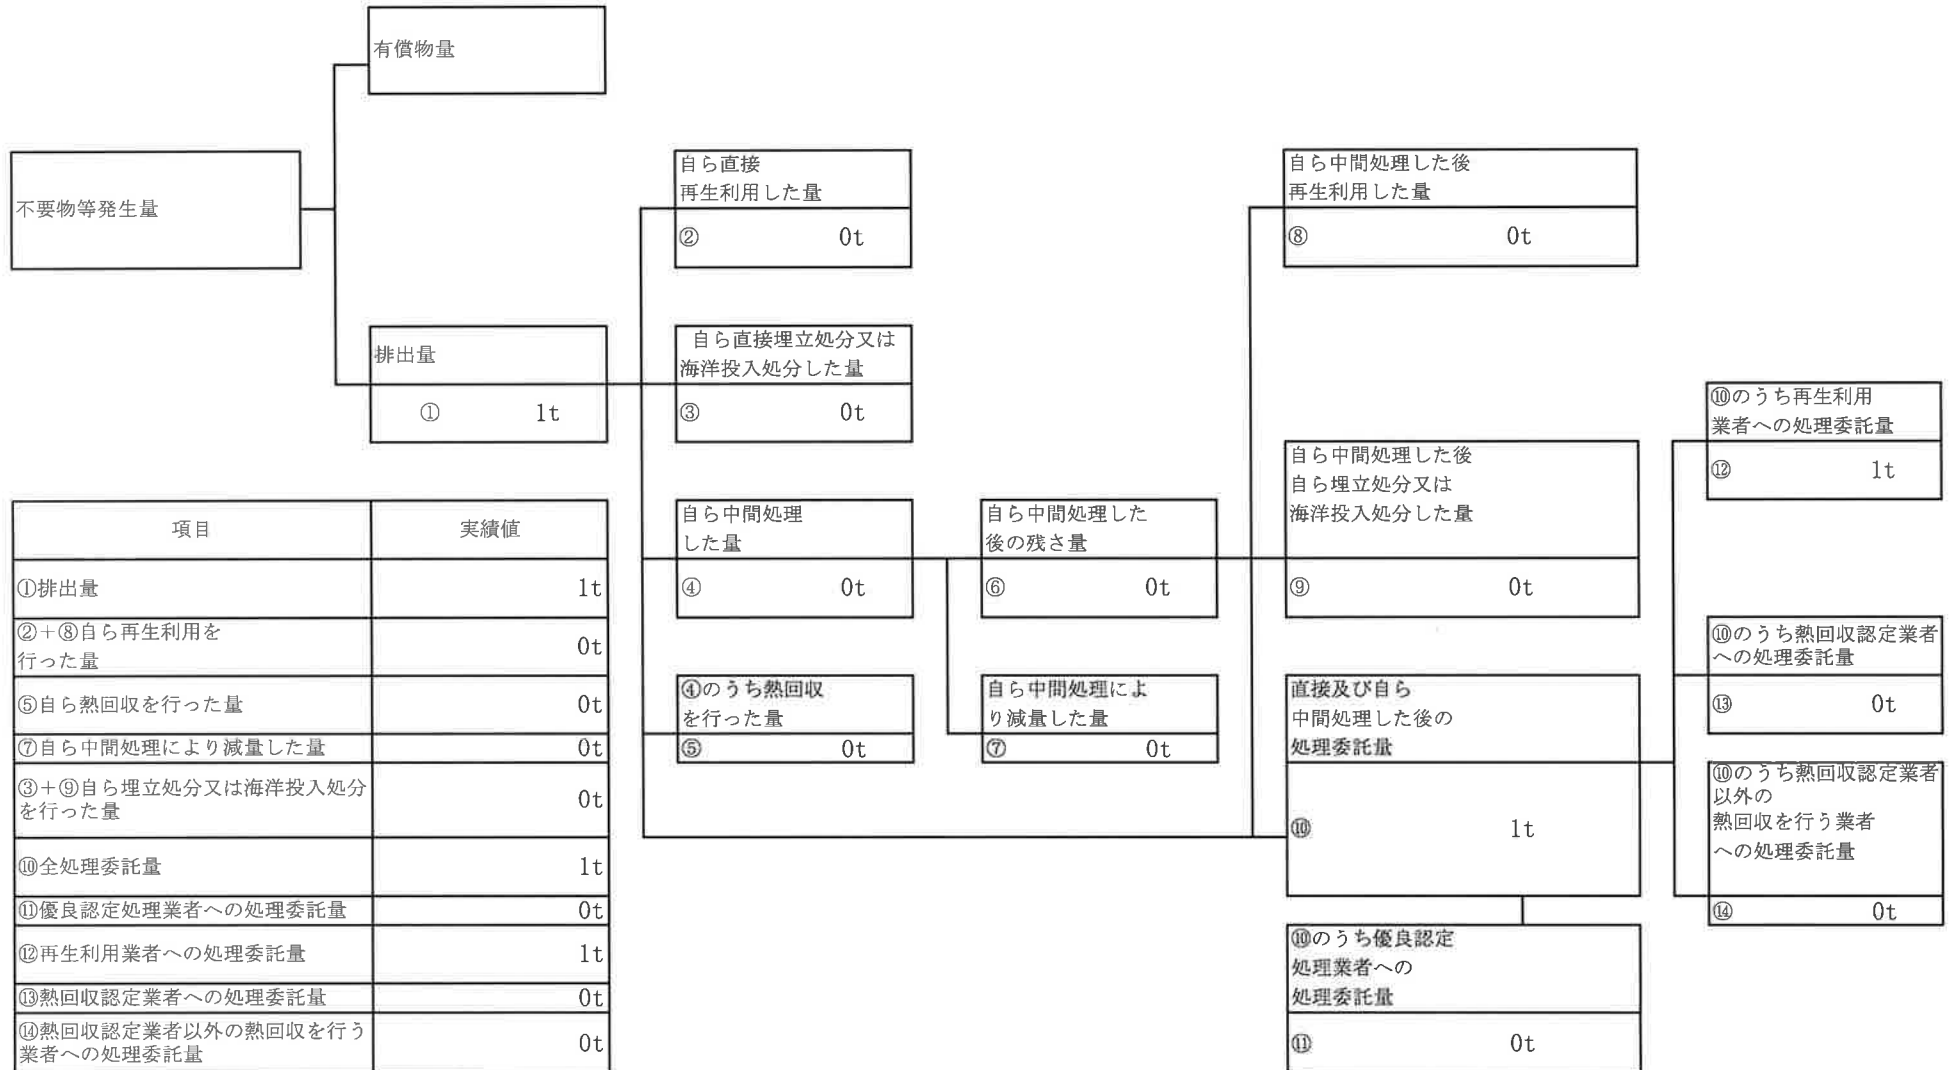 有償物量
不要物等発生量
自ら直接
再生利用した量
② 0t
自ら中間処理した後
再生利用した量
⑧ 0t
排出量
① 1t
自ら直接埋立処分又は
海洋投入処分した量
③ 0t
⑩のうち再生利用
業者への処理委託量
⑫ 1t
自ら中間処理した後
自ら埋立処分又は
海洋投入処分した量
⑨ 0t
自ら中間処理
した量
④ 0t
自ら中間処理した
後の残さ量
⑥ 0t
⑩のうち熱回収認定業者
への処理委託量
⑬ 0t
④のうち熱回収
を行った量
⑤ 0t
自ら中間処理によ
り減量した量
⑦ 0t
直接及び自ら
中間処理した後の
処理委託量
⑩ 1t
⑩のうち熱回収認定業者
以外の
熱回収を行う業者
への処理委託量
⑭ 0t
⑩のうち優良認定
処理業者への
処理委託量
⑪ 0t
項目 実績値
①排出量 1t
②+⑧自ら再生利用を
行った量 0t
⑤自ら熱回収を行った量 0t
⑦自ら中間処理により減量した量 0t
③+⑨自ら埋立処分又は海洋投入処分
を行った量 0t
⑩全処理委託量 1t
⑪優良認定処理業者への処理委託量 0t
⑫再生利用業者への処理委託量 1t
⑬熱回収認定業者への処理委託量 0t
⑭熱回収認定業者以外の熱回収を行う
業者への処理委託量 0t